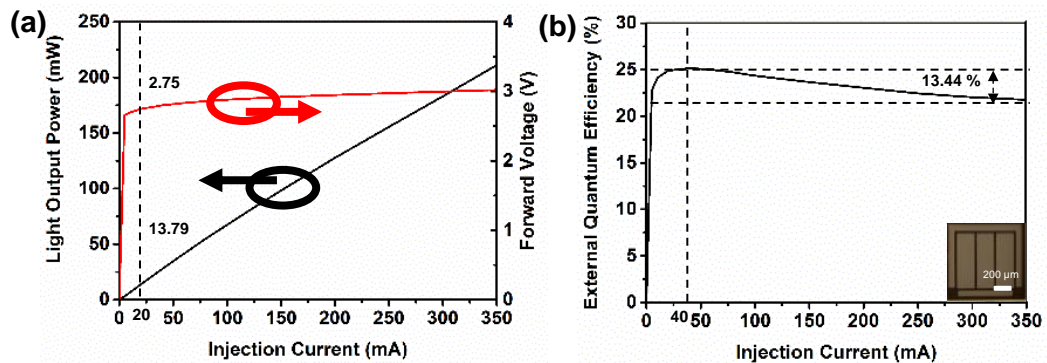 (a)
Light Output Power (mW)
250
200
150
100
50
0
2.75
13.79
4
3
2
1
0
Forward Voltage (V)
0 20 50 100 150 200 250 300 350
Injection Current (mA)
(b)
External Quantum Efficiency (%)
30
25
20
15
10
5
0
13.44 %
200 μm
0 40 50 100 150 200 250 300 350
Injection Current (mA)